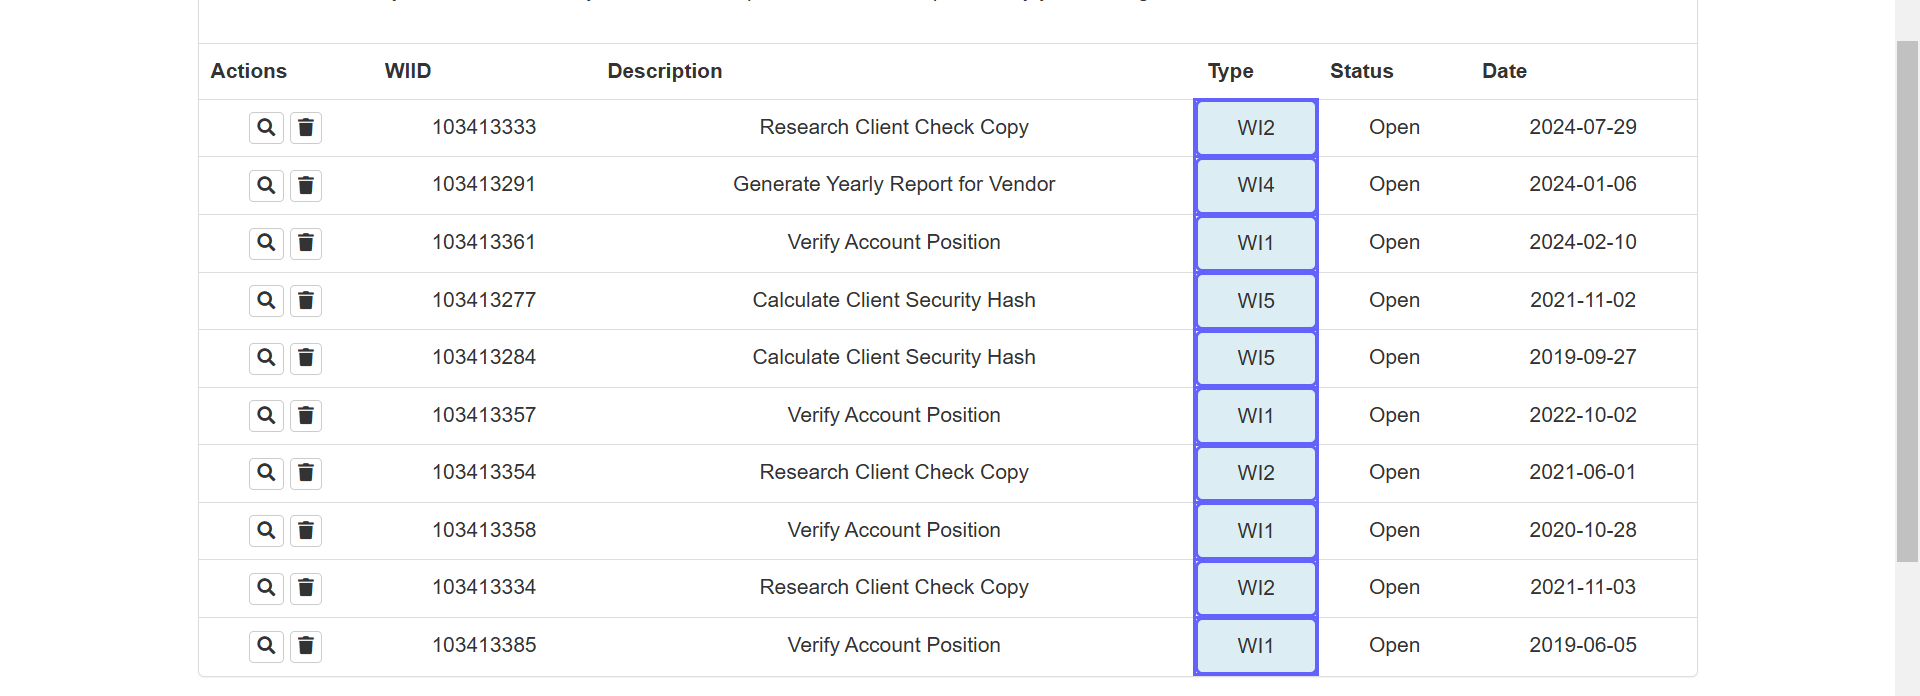 Actions WIID Description Type Status Date
103413333 Research Client Check Copy WI2 Open 2024-07-29
103413291 Generate Yearly Report for Vendor WI4 Open 2024-01-06
103413361 Verify Account Position WI1 Open 2024-02-10
103413277 Calculate Client Security Hash WI5 Open 2021-11-02
103413284 Calculate Client Security Hash WI5 Open 2019-09-27
103413357 Verify Account Position WI1 Open 2022-10-02
103413354 Research Client Check Copy WI2 Open 2021-06-01
103413358 Verify Account Position WI1 Open 2020-10-28
103413334 Research Client Check Copy WI2 Open 2021-11-03
103413385 Verify Account Position WI1 Open 2019-06-05